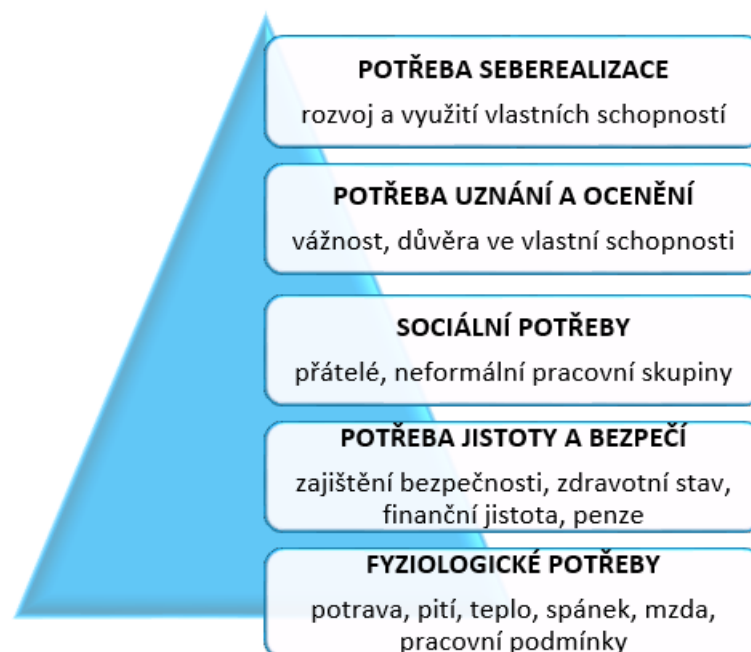 POTŘEBA SEBEREALIZACE
rozvoj a využití vlastních schopností
POTŘEBA UZNÁNÍ A OCENĚNÍ
vážnost, důvěra ve vlastní schopnosti
SOCIÁLNÍ POTŘEBY
přátelé, neformální pracovní skupiny
POTŘEBA JISTOTY A BEZPEČÍ
zajištění bezpečnosti, zdravotní stav,
finanční jistota, penze
FYZIOLOGICKÉ POTŘEBY
potrava, pití, teplo, spánek, mzda,
pracovní podmínky